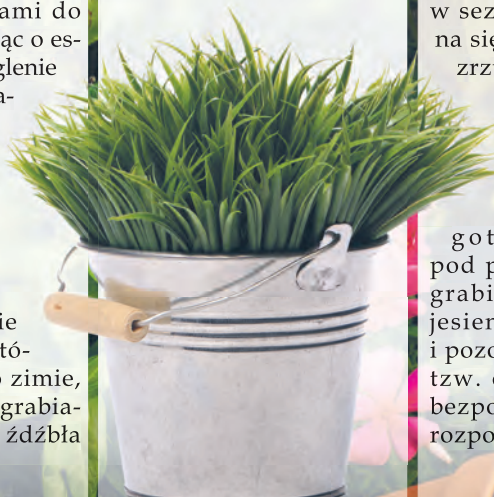 ami do
ąc o es-
glenie
a-
ie
tó-
o zimie,
grabia-
źdźbła
w sez
na się
zrzu
got
pod p
grabi
jesien
i pozo
tzw.
bezpo
rozpo